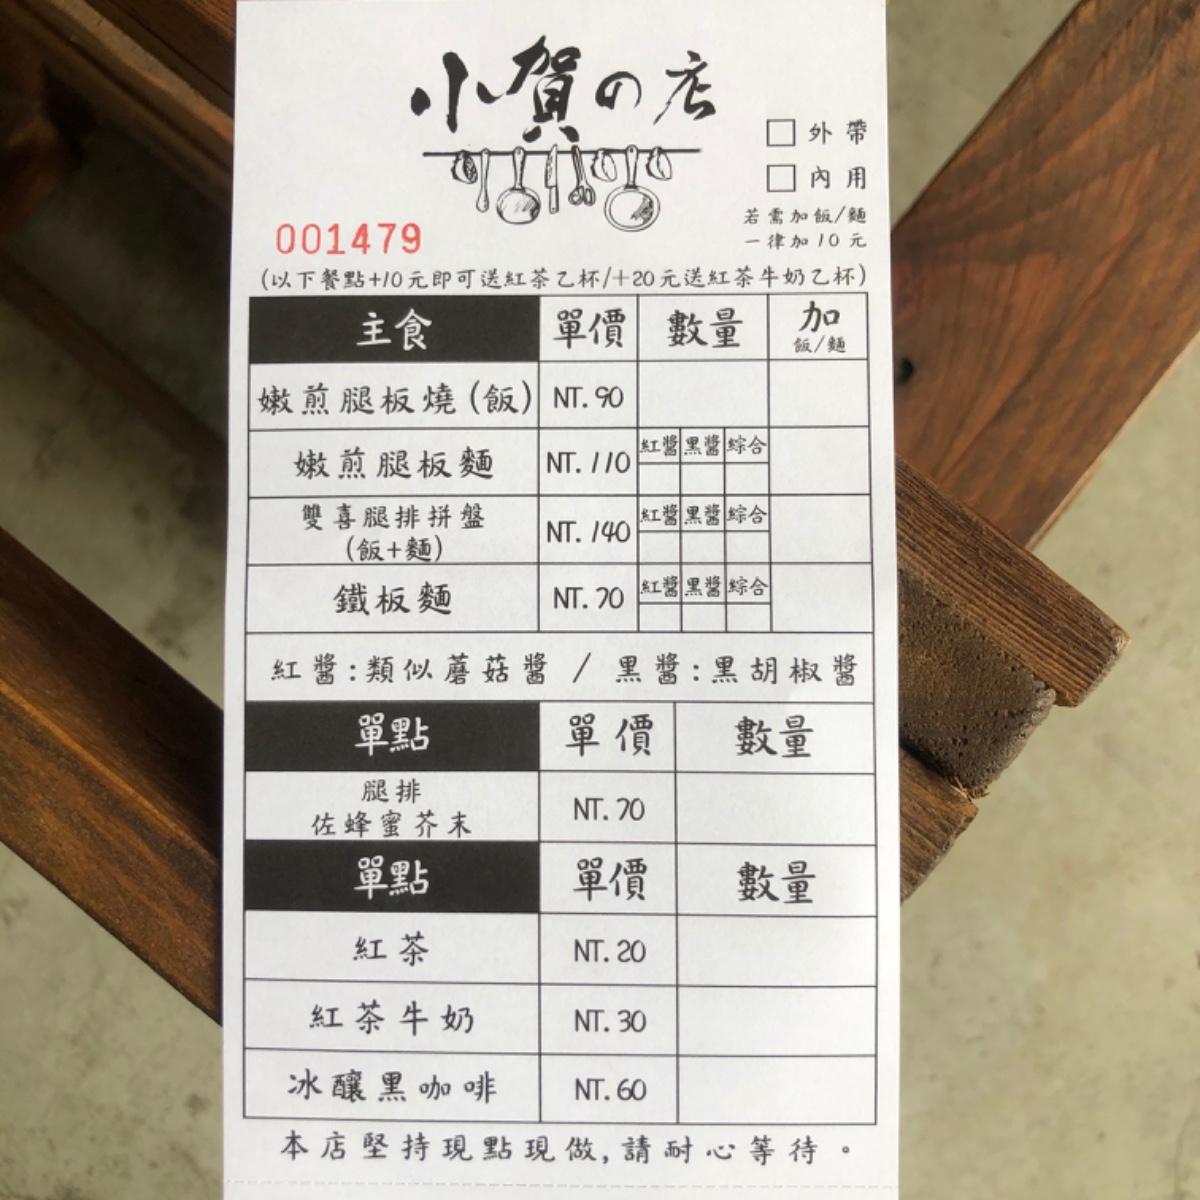 小賀の店
外帶
內用
若需加飯/麵
一律加10元
001479
(以下餐點+10元即可送紅茶乙杯/+20元送紅茶牛奶乙杯)
主食 單價 數量 加
飯/麵
嫩煎腿板燒(飯) NT.90
嫩煎腿板麵 NT.110 紅醬 黑醬 綜合
雙喜腿排拼盤
(飯+麵) NT.140 紅醬 黑醬 綜合
鐵板麵 NT.70 紅醬 黑醬 綜合
紅醬:類似蘑菇醬 / 黑醬:黑胡椒醬
單點 單價 數量
腿排
佐蜂蜜芥末 NT.70
單點 單價 數量
紅茶 NT.20
紅茶牛奶 NT.30
冰釀黑咖啡 NT.60
本店堅持現點現做,請耐心等待。